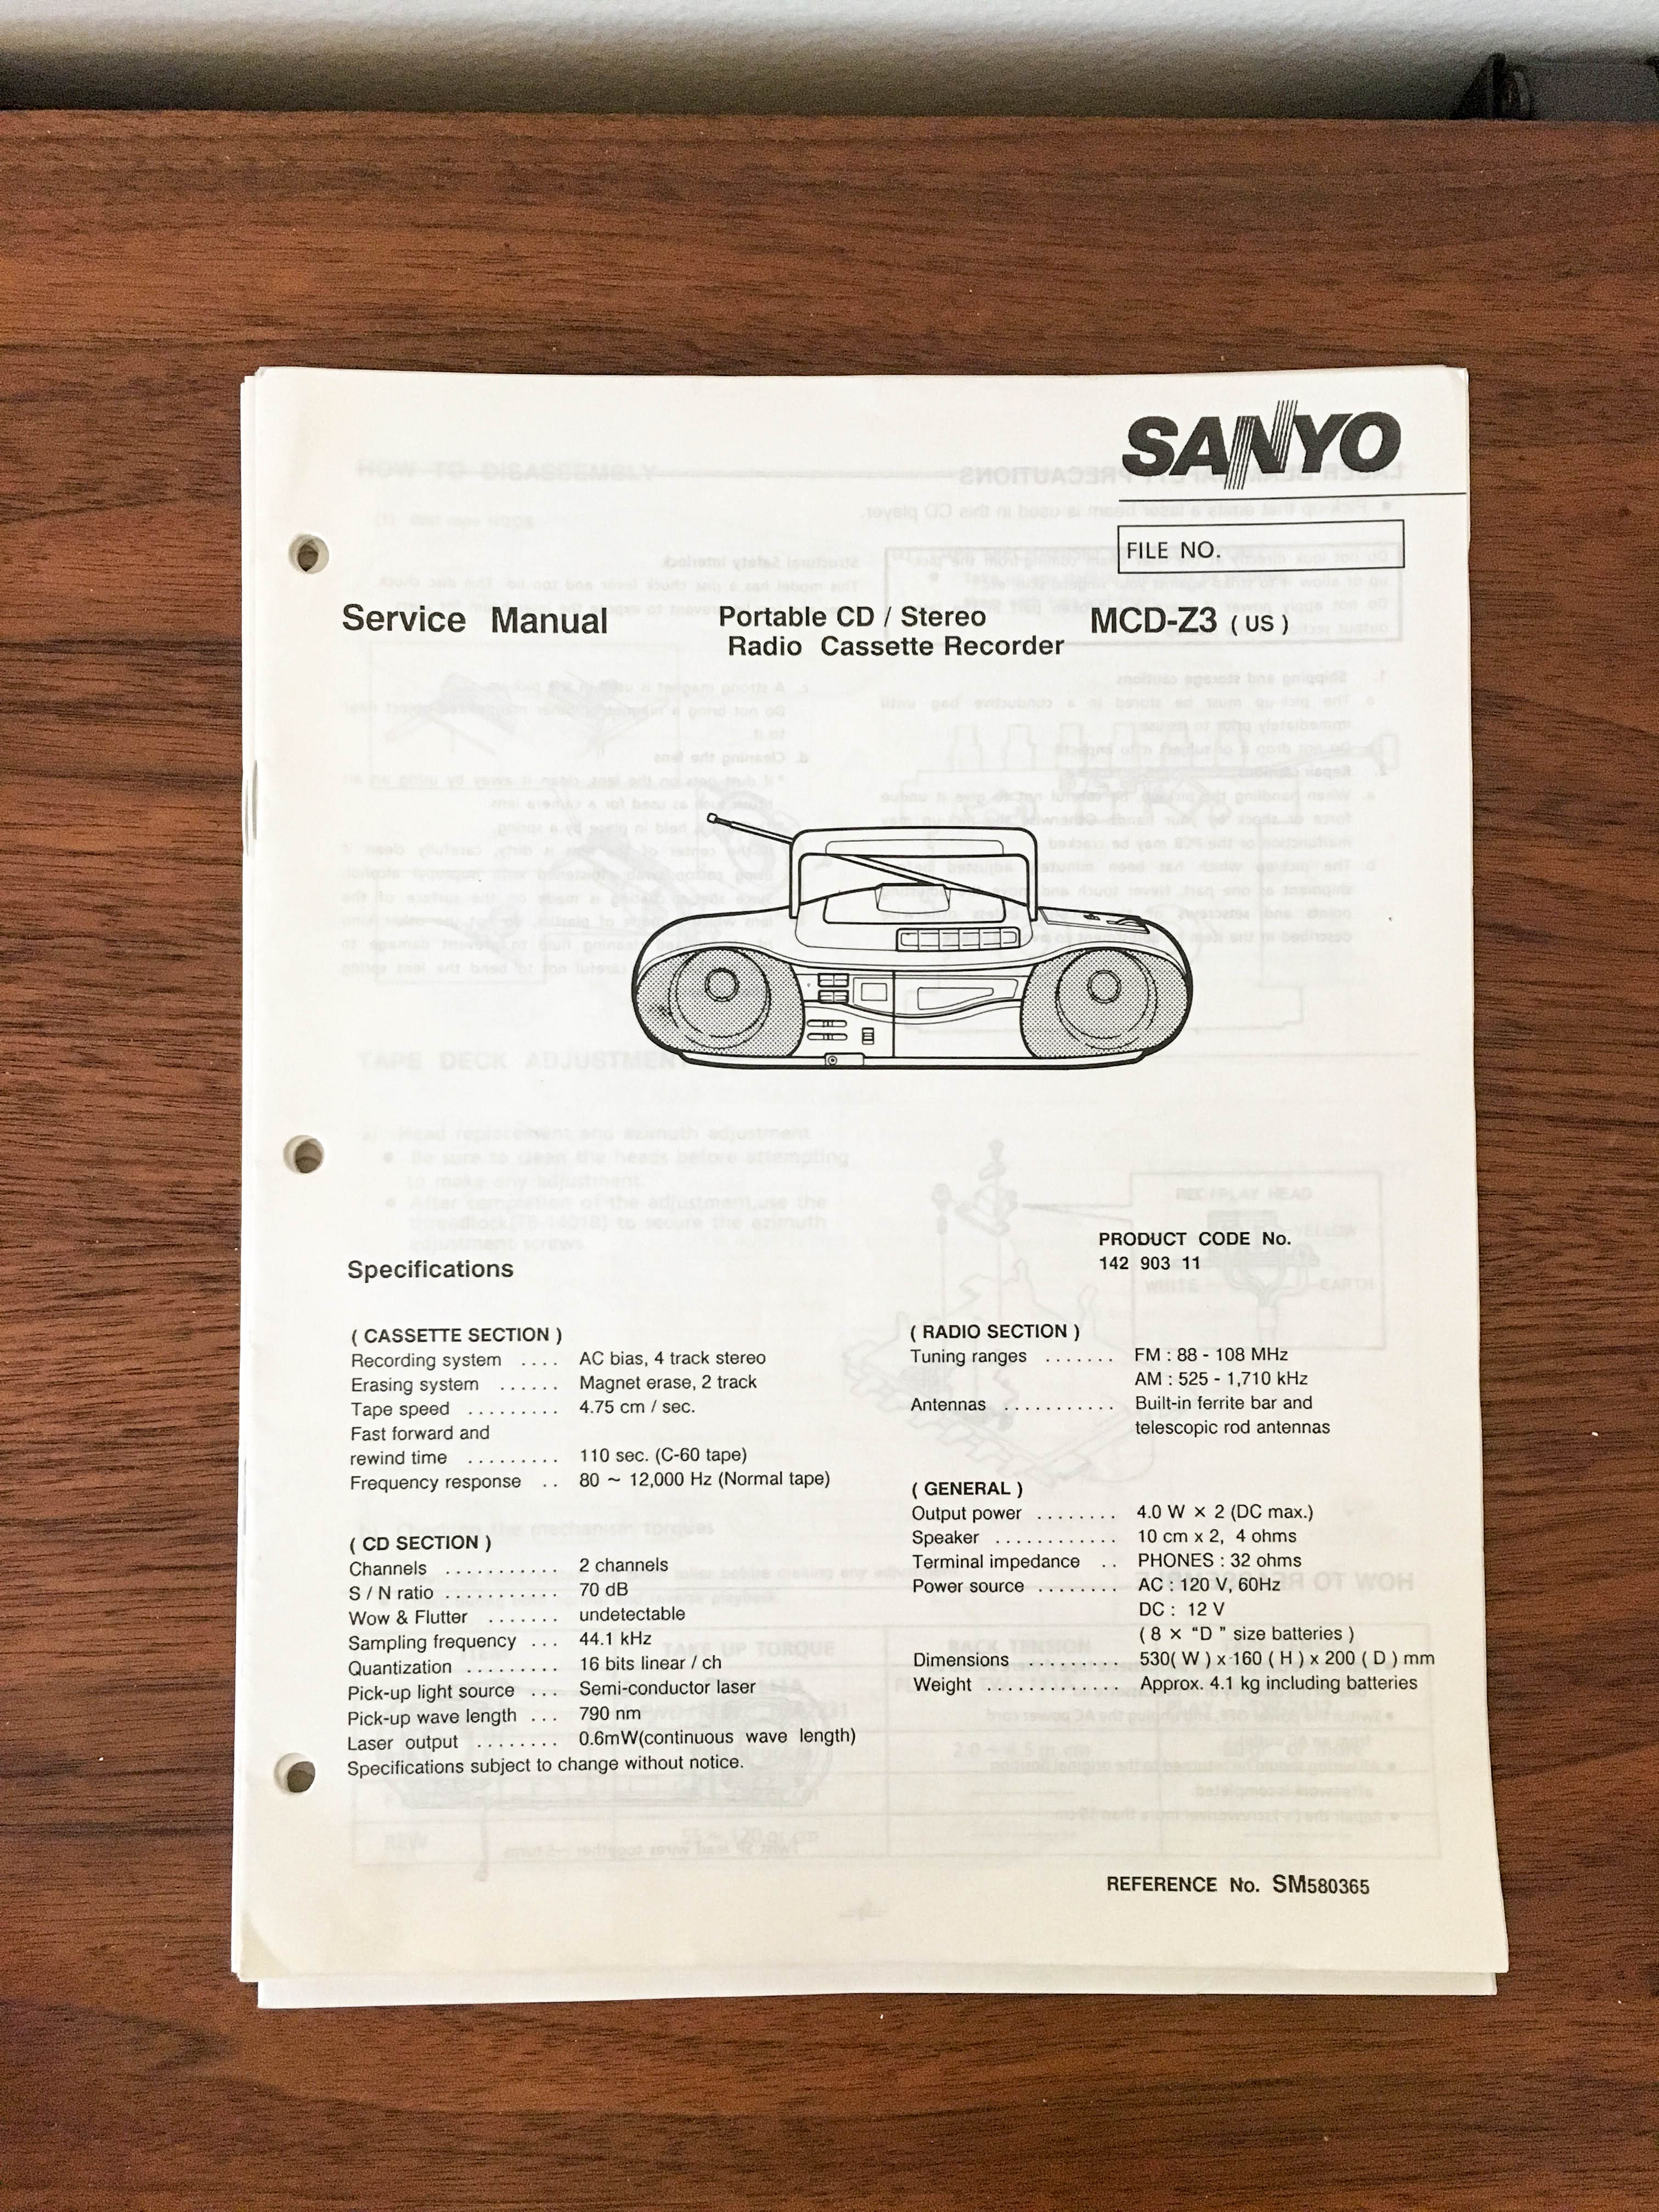 SANYO
FILE NO.
Service Manual
Portable CD / Stereo
Radio Cassette Recorder
MCD-Z3 ( US )
PRODUCT CODE No.
142 903 11
Specifications
( CASSETTE SECTION )
Recording system .... AC bias, 4 track stereo
Erasing system ...... Magnet erase, 2 track
Tape speed ......... 4.75 cm / sec.
Fast forward and
rewind time ......... 110 sec. (C-60 tape)
Frequency response .. 80 ~ 12,000 Hz (Normal tape)
( CD SECTION )
Channels ........... 2 channels
S / N ratio ........... 70 dB
Wow & Flutter ....... undetectable
Sampling frequency ... 44.1 kHz
Quantization ......... 16 bits linear / ch
Pick-up light source ... Semi-conductor laser
Pick-up wave length ... 790 nm
Laser output ........ 0.6mW(continuous wave length)
Specifications subject to change without notice.
( RADIO SECTION )
Tuning ranges ....... FM : 88 - 108 MHz
AM : 525 - 1,710 kHz
Antennas ........... Built-in ferrite bar and
telescopic rod antennas
( GENERAL )
Output power ........ 4.0 W × 2 (DC max.)
Speaker ............ 10 cm x 2, 4 ohms
Terminal impedance .. PHONES : 32 ohms
Power source ........ AC : 120 V, 60Hz
DC : 12 V
( 8 × “D ” size batteries )
Dimensions ......... 530( W ) x 160 ( H ) x 200 ( D ) mm
Weight ............. Approx. 4.1 kg including batteries
REFERENCE No. SM580365